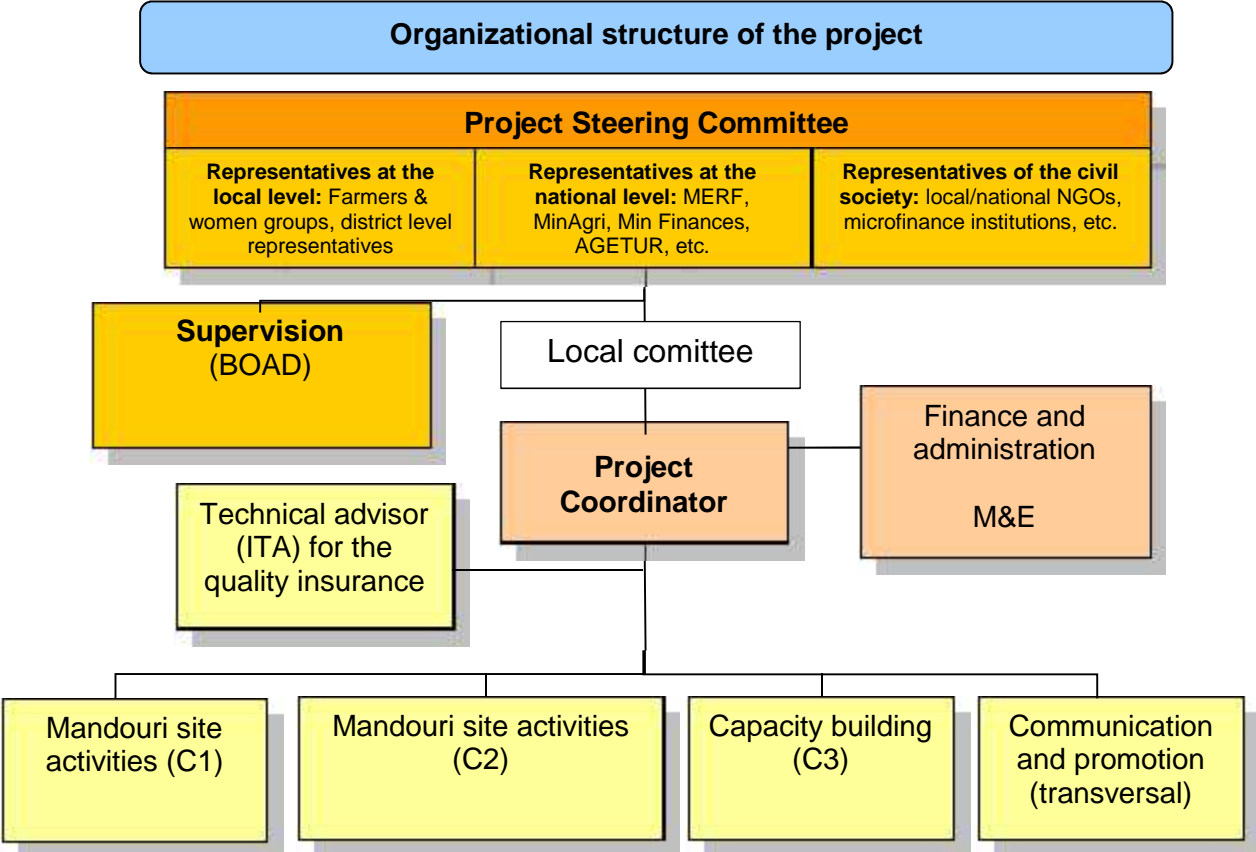 Organizational structure of the project
Project Steering Committee
Representatives at the
local level: Farmers &
women groups, district level
representatives
Representatives at the
national level: MERF,
MinAgri, Min Finances,
AGETUR, etc.
Representatives of the civil
society: local/national NGOs,
microfinance institutions, etc.
Supervision
(BOAD)
Local comittee
Finance and
administration
M&E
Project
Coordinator
Technical advisor
(ITA) for the
quality insurance
Mandouri site
activities (C1)
Mandouri site activities
(C2)
Capacity building
(C3)
Communication
and promotion
(transversal)